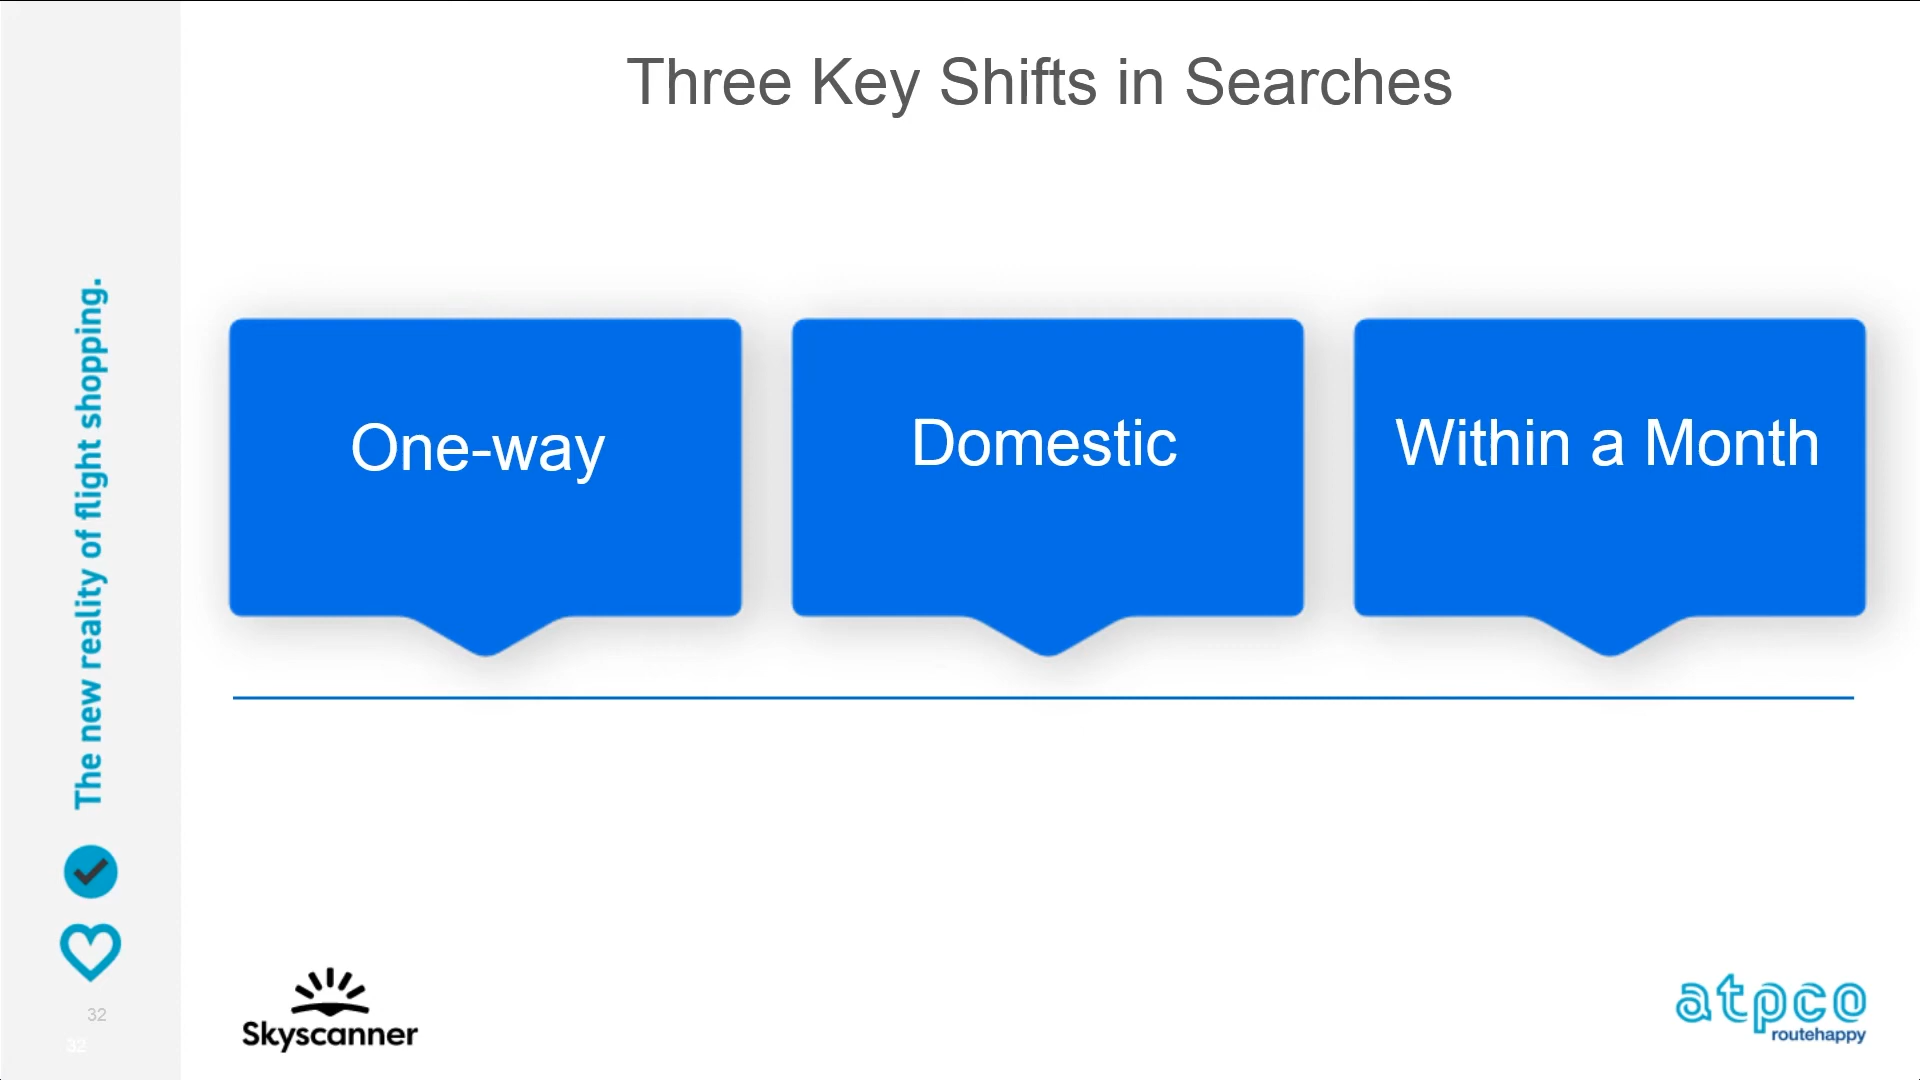 Three Key Shifts in Searches
One-way
Domestic
Within a Month
The new reality of flight shopping.
32
32
Skyscanner
atpco
routehappy